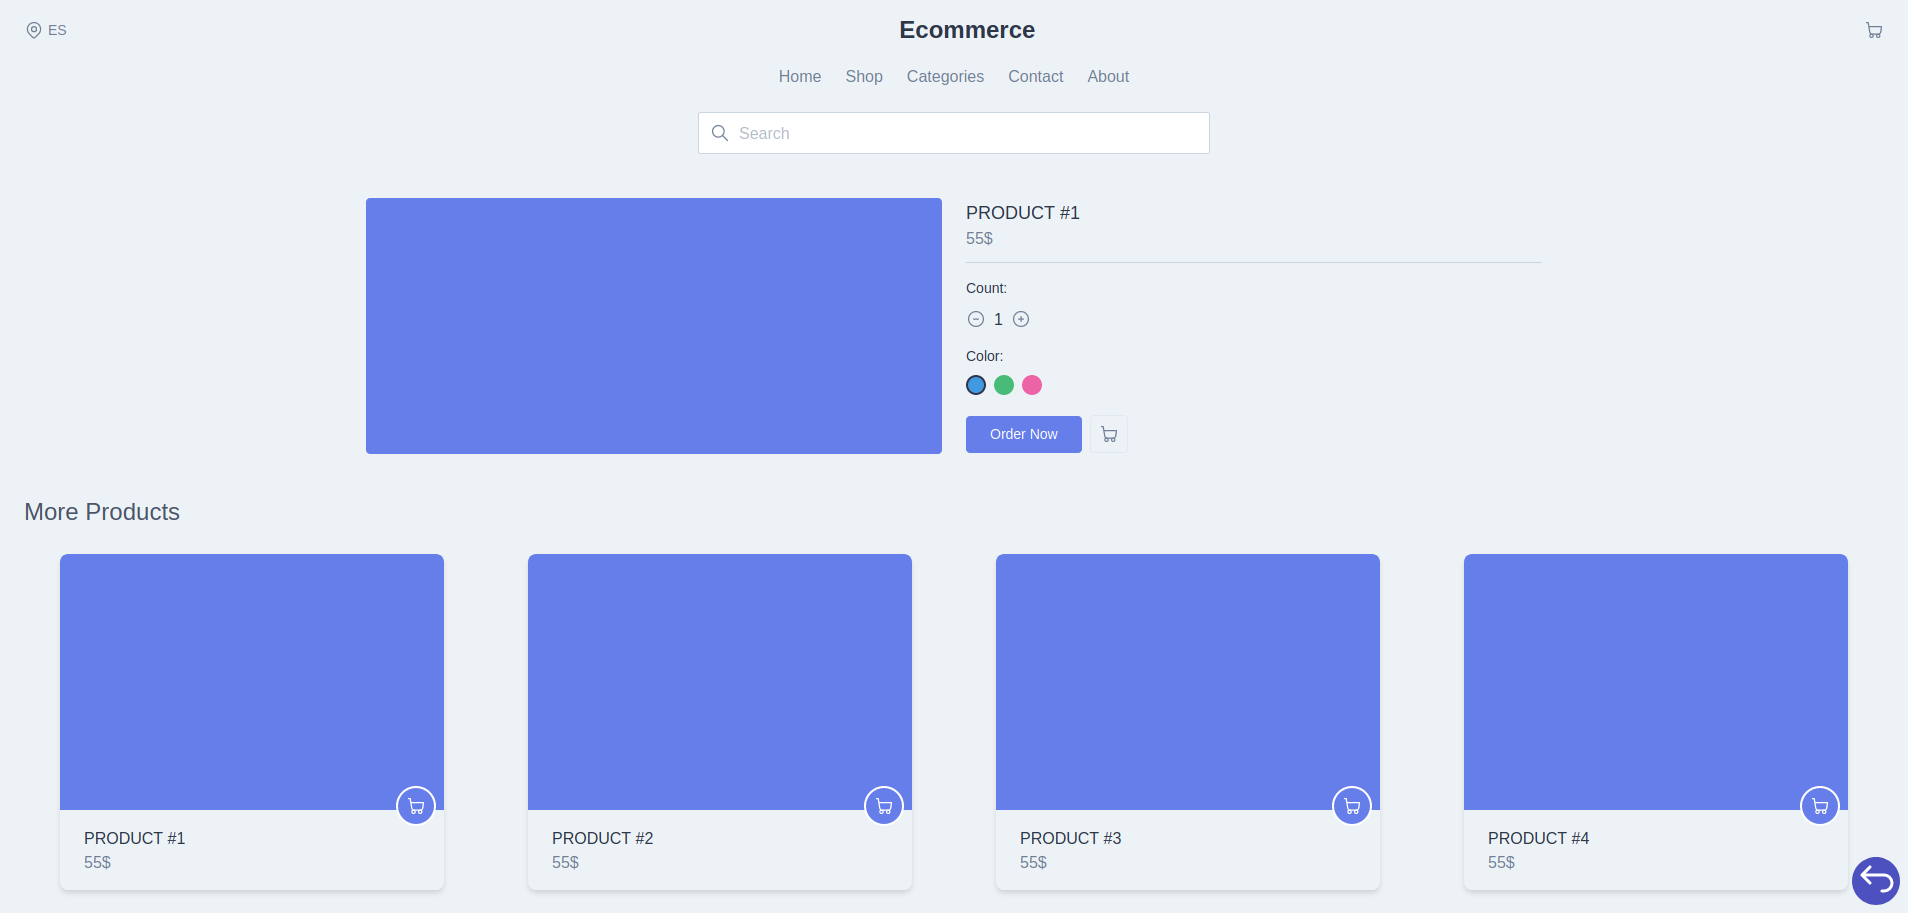 ES
Ecommerce
Home Shop Categories Contact About
Search
PRODUCT #1
55$
Count:
1
Color:
Order Now
More Products
PRODUCT #1
55$
PRODUCT #2
55$
PRODUCT #3
55$
PRODUCT #4
55$